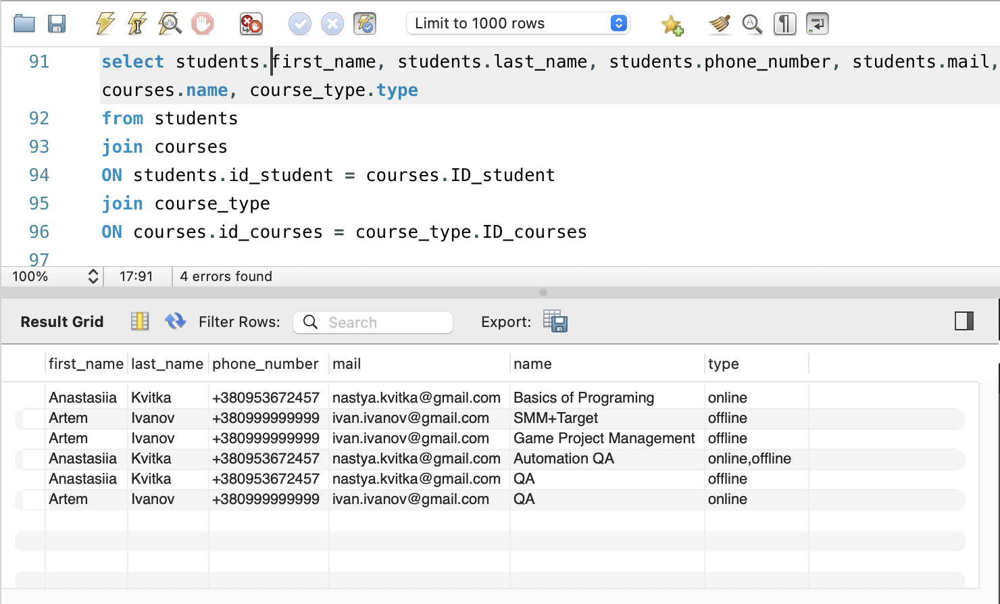 Limit to 1000 rows
91 select students.first_name, students.last_name, students.phone_number, students.mail,
courses.name, course_type.type
92 from students
93 join courses
94 ON students.id_student = courses.ID_student
95 join course_type
96 ON courses.id_courses = course_type.ID_courses
97
100% 17:91 4 errors found
Result Grid Filter Rows: Search Export:
first_name last_name phone_number mail name type
Anastasiia Kvitka +380953672457 nastya.kvitka@gmail.com Basics of Programing online
Artem Ivanov +380999999999 ivan.ivanov@gmail.com SMM+Target offline
Artem Ivanov +380999999999 ivan.ivanov@gmail.com Game Project Management offline
Anastasiia Kvitka +380953672457 nastya.kvitka@gmail.com Automation QA online,offline
Anastasiia Kvitka +380953672457 nastya.kvitka@gmail.com QA offline
Artem Ivanov +380999999999 ivan.ivanov@gmail.com QA online